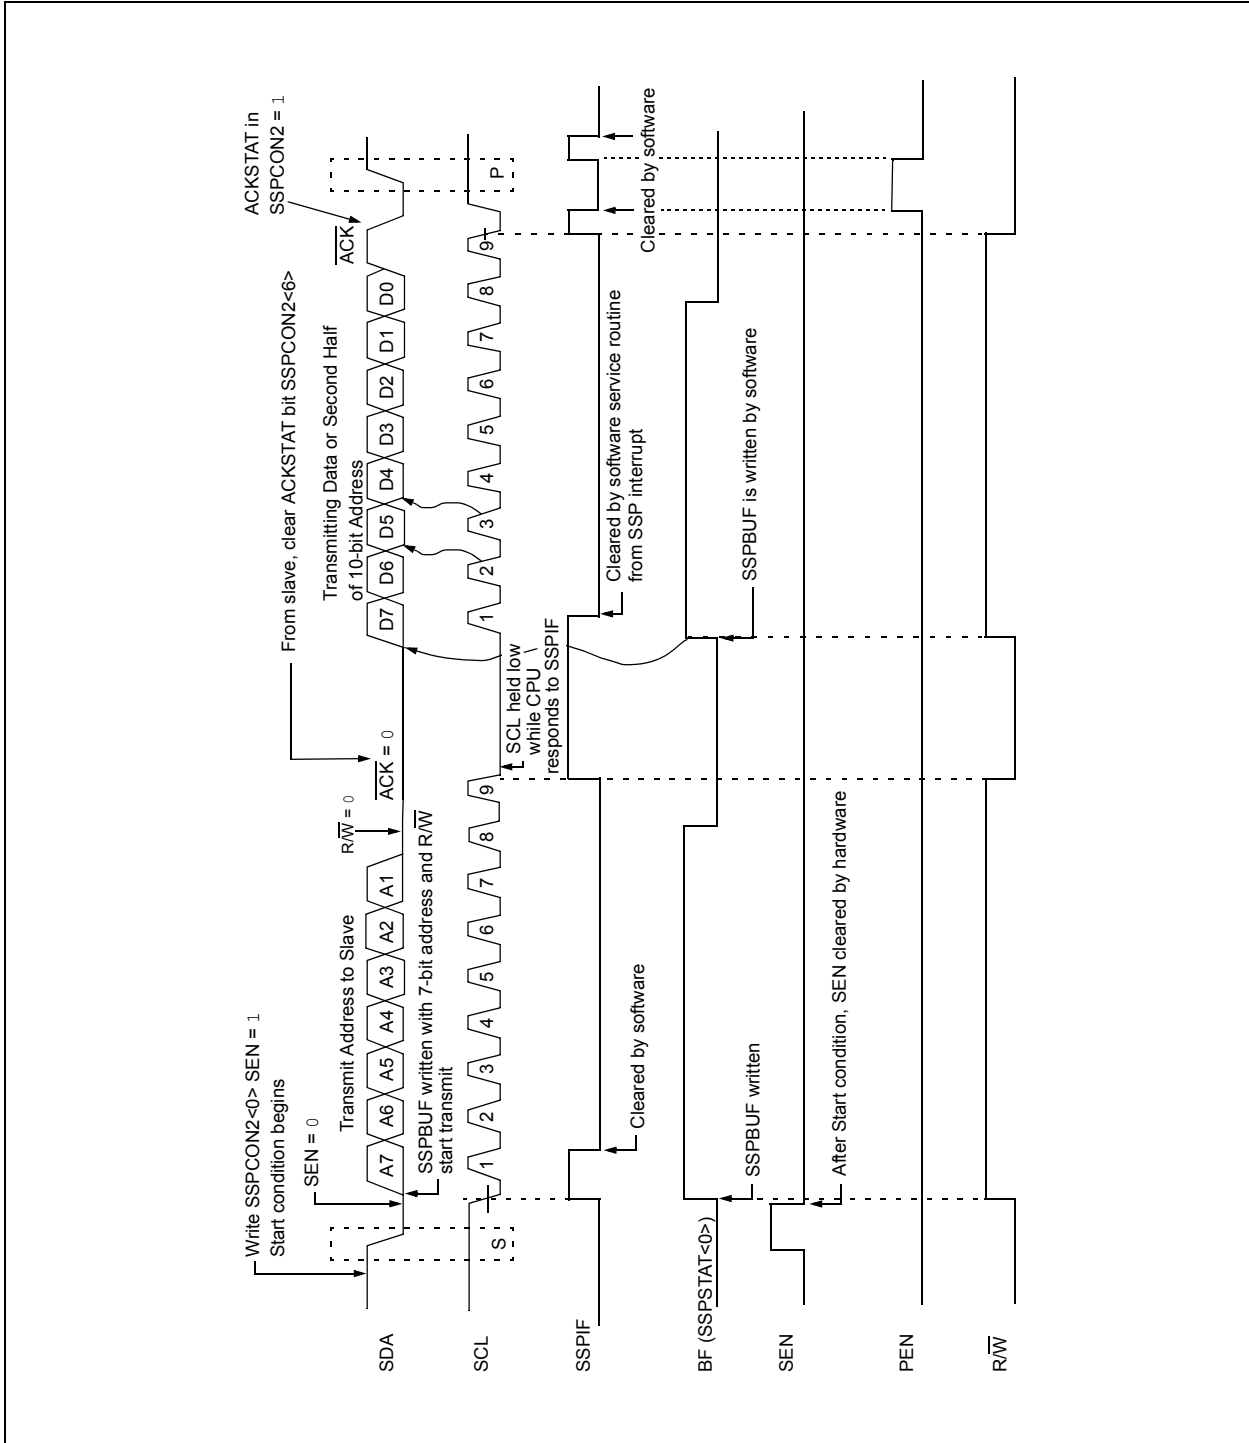 Write SSPCON2<0> SEN = 1
Start condition begins
SEN = 0
Transmit Address to Slave
R/W = 0
From slave, clear ACKSTAT bit SSPCON2<6>
ACK = 0
Transmitting Data or Second Half
of 10-bit Address
ACKSTAT in
SSPCON2 = 1
ACK
SDA
A7 A6 A5 A4 A3 A2 A1
D7 D6 D5 D4 D3 D2 D1 D0
SSPBUF written with 7-bit address and R/W
start transmit
SCL
S
1 2 3 4 5 6 7 8 9
1 2 3 4 5 6 7 8 9
P
SCL held low
while CPU
responds to SSPIF
SSPIF
Cleared by software
Cleared by software service routine
from SSP interrupt
Cleared by software
BF (SSPSTAT<0>)
SSPBUF written
SSPBUF is written by software
SEN
After Start condition, SEN cleared by hardware
PEN
R/W